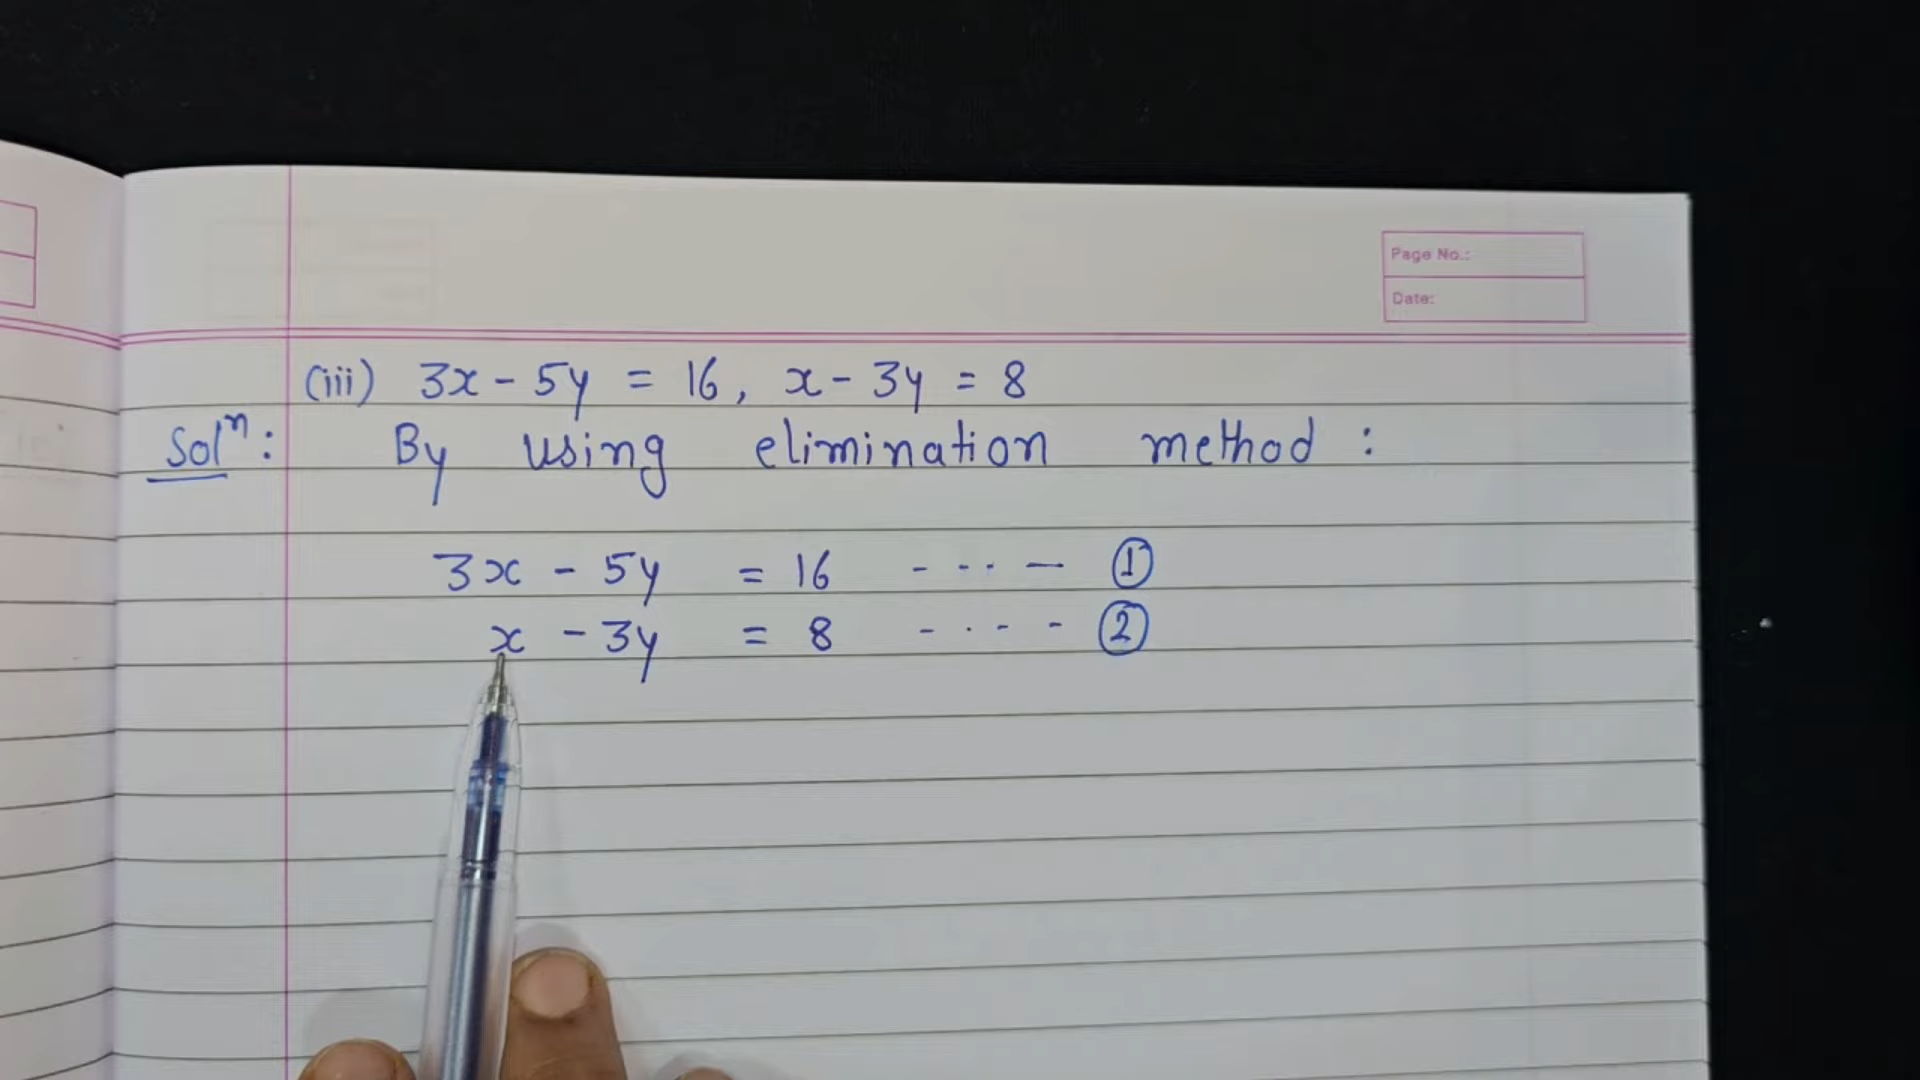 Page No.:
Date:
(iii) 3x - 5y = 16, x - 3y = 8
Solⁿ: By using elimination method :
3x - 5y = 16 - - - — ①
x - 3y = 8 - - - - ②